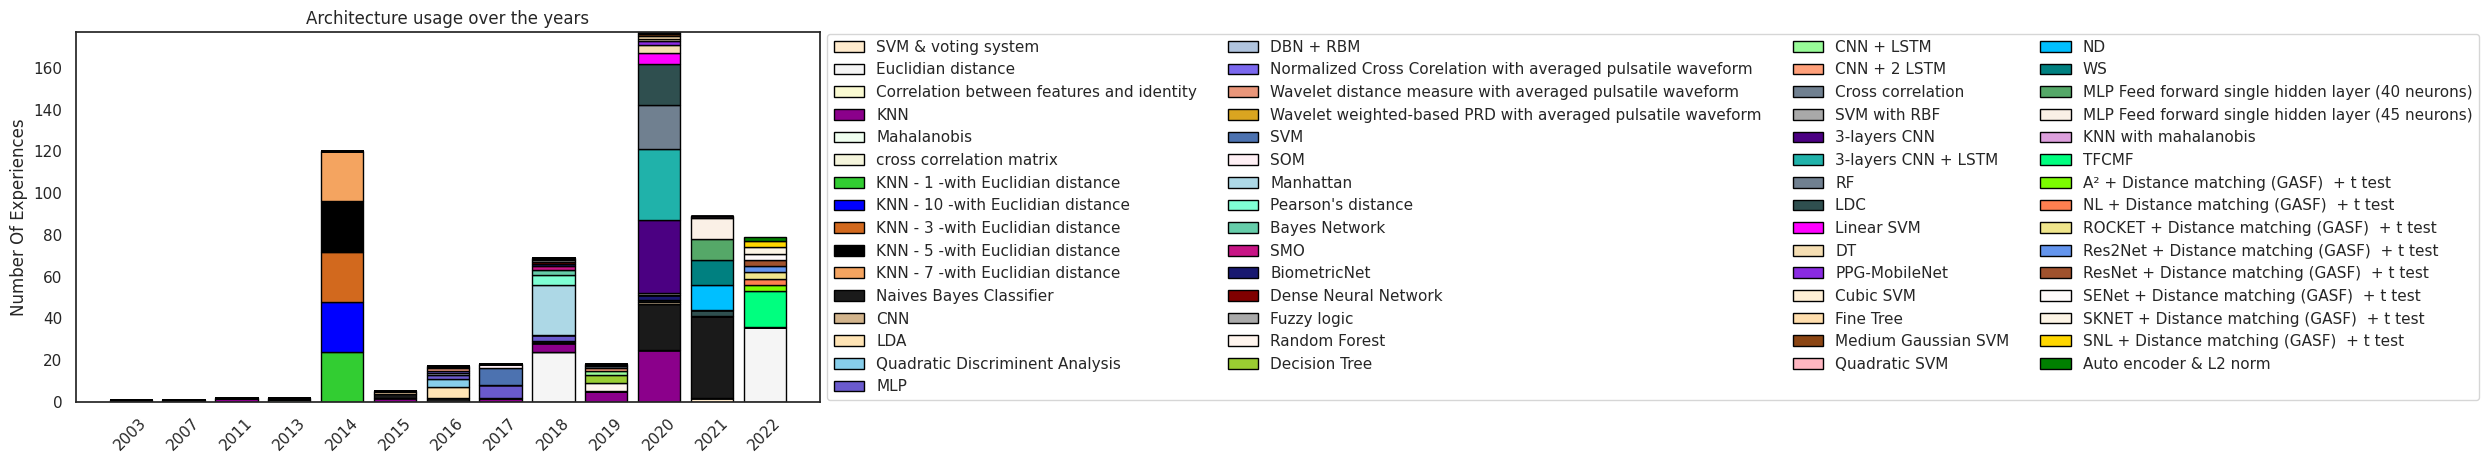 Architecture usage over the years
Number Of Experiences
160
140
120
100
80
60
40
20
0
2003
2007
2011
2013
2014
2015
2016
2017
2018
2019
2020
2021
2022
SVM & voting system
Euclidian distance
Correlation between features and identity
KNN
Mahalanobis
cross correlation matrix
KNN - 1 -with Euclidian distance
KNN - 10 -with Euclidian distance
KNN - 3 -with Euclidian distance
KNN - 5 -with Euclidian distance
KNN - 7 -with Euclidian distance
Naives Bayes Classifier
CNN
LDA
Quadratic Discriminent Analysis
MLP
DBN + RBM
Normalized Cross Corelation with averaged pulsatile waveform
Wavelet distance measure with averaged pulsatile waveform
Wavelet weighted-based PRD with averaged pulsatile waveform
SVM
SOM
Manhattan
Pearson's distance
Bayes Network
SMO
BiometricNet
Dense Neural Network
Fuzzy logic
Random Forest
Decision Tree
CNN + LSTM
CNN + 2 LSTM
Cross correlation
SVM with RBF
3-layers CNN
3-layers CNN + LSTM
RF
LDC
Linear SVM
DT
PPG-MobileNet
Cubic SVM
Fine Tree
Medium Gaussian SVM
Quadratic SVM
ND
WS
MLP Feed forward single hidden layer (40 neurons)
MLP Feed forward single hidden layer (45 neurons)
KNN with mahalanobis
TFCMF
A² + Distance matching (GASF)  + t test
NL + Distance matching (GASF)  + t test
ROCKET + Distance matching (GASF)  + t test
Res2Net + Distance matching (GASF)  + t test
ResNet + Distance matching (GASF)  + t test
SENet + Distance matching (GASF)  + t test
SKNET + Distance matching (GASF)  + t test
SNL + Distance matching (GASF)  + t test
Auto encoder & L2 norm